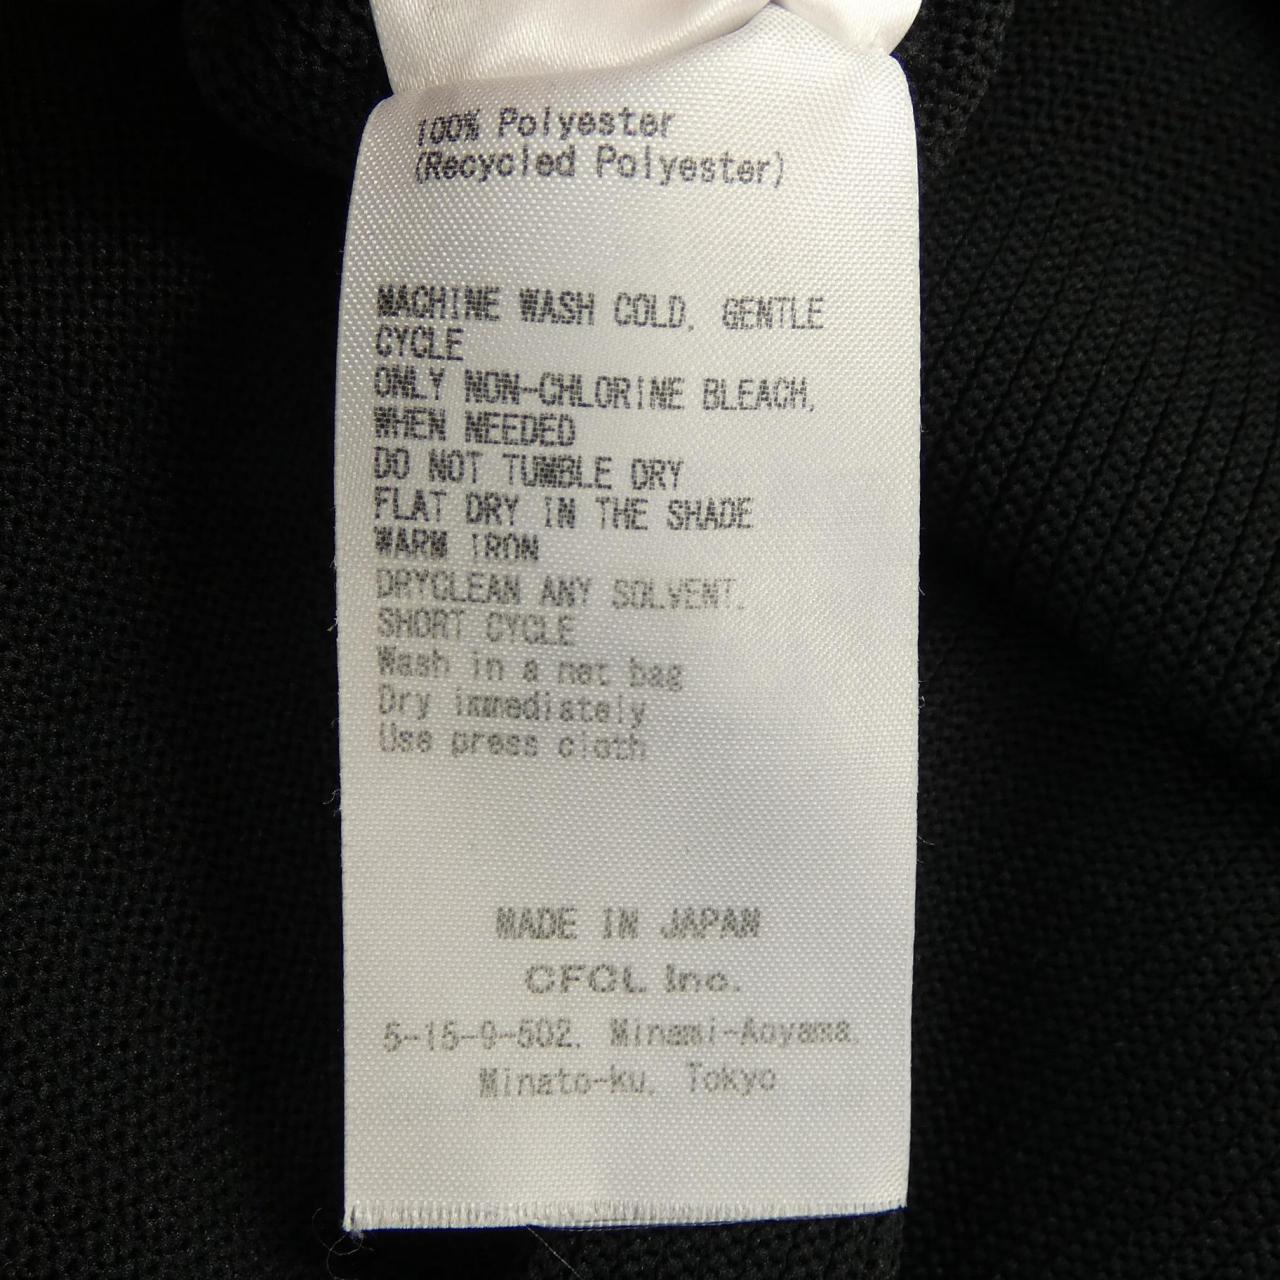 100% Polyester
(Recycled Polyester)
MACHINE WASH COLD, GENTLE
CYCLE
ONLY NON-CHLORINE BLEACH,
WHEN NEEDED
DO NOT TUMBLE DRY
FLAT DRY IN THE SHADE
WARM IRON
DRYCLEAN ANY SOLVENT,
SHORT CYCLE
Wash in a net bag
Dry immediately
Use press cloth
MADE IN JAPAN
CFCL Inc.
5-15-9-502, Minami-Aoyama,
Minato-ku, Tokyo